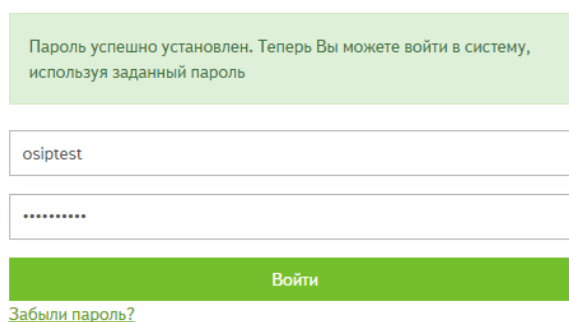 Пароль успешно установлен. Теперь Вы можете войти в систему,
используя заданный пароль
osiptest
••••••••••
Войти
Забыли пароль?